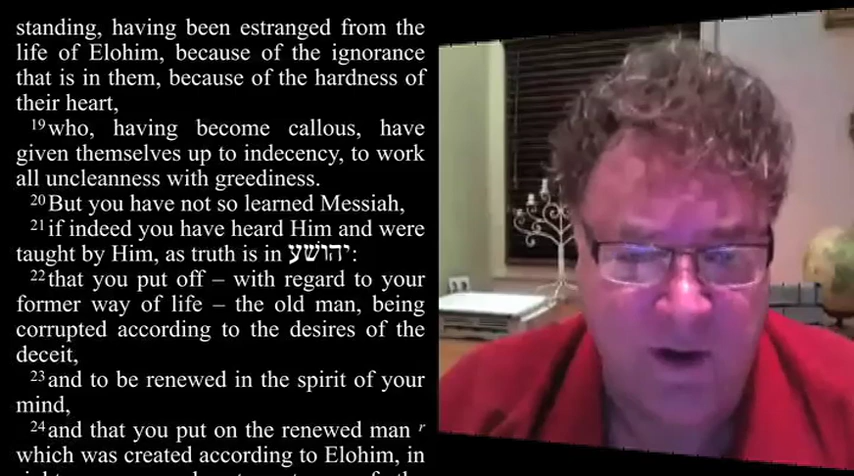 standing, having been estranged from the
life of Elohim, because of the ignorance
that is in them, because of the hardness of
their heart,
¹⁹who, having become callous, have
given themselves up to indecency, to work
all uncleanness with greediness.
²⁰But you have not so learned Messiah,
²¹if indeed you have heard Him and were
taught by Him, as truth is in יהושׁע:
²²that you put off – with regard to your
former way of life – the old man, being
corrupted according to the desires of the
deceit,
²³and to be renewed in the spirit of your
mind,
²⁴and that you put on the renewed man ʳ
which was created according to Elohim, in